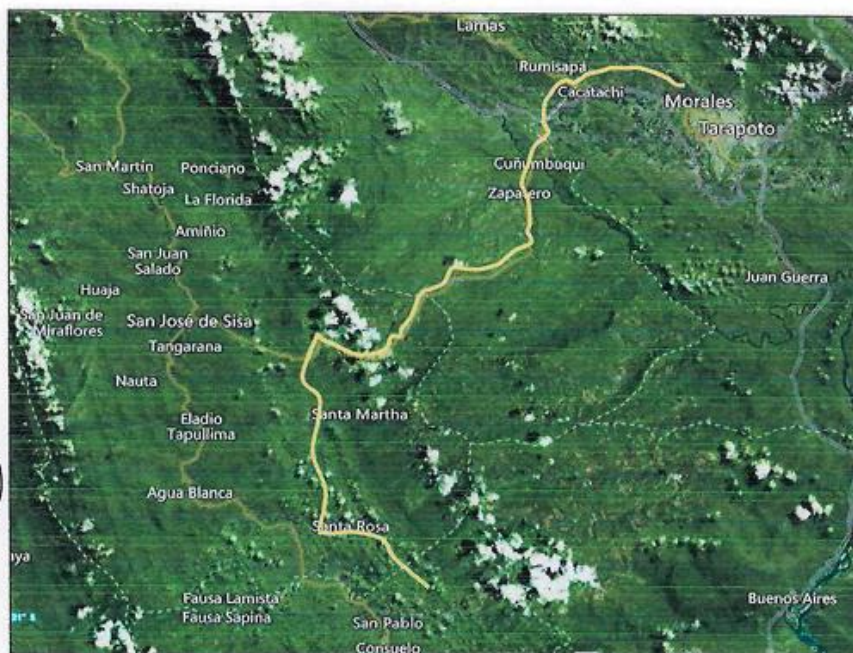 Lamas
Rumisapa
Cacatachi
Morales
Tarapoto
San Martín
Ponciano
Shatoja
La Florida
Cuñumbuqui
Zapatero
Amiñio
San Juan
Salado
Huaja
Juan Guerra
San Juan de
Miraflores
San José de Sisa
Tangarana
Nauta
Santa Martha
Eladio
Tapullima
Agua Blanca
Santa Rosa
Fausa Lamista
Fausa Sapina
Buenos Aires
San Pablo
Consuelo